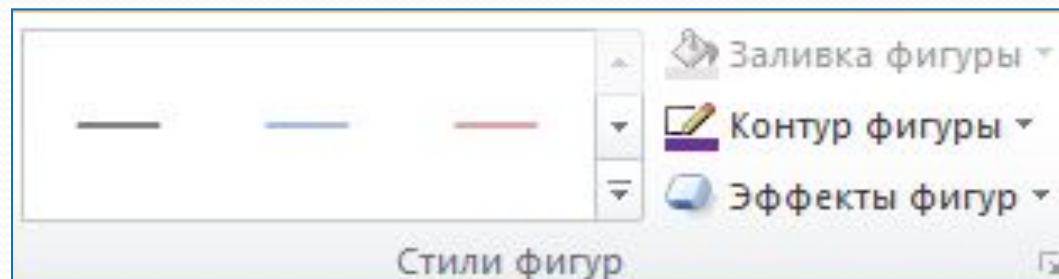 Заливка фигуры
Контур фигуры
Эффекты фигур
Стили фигур